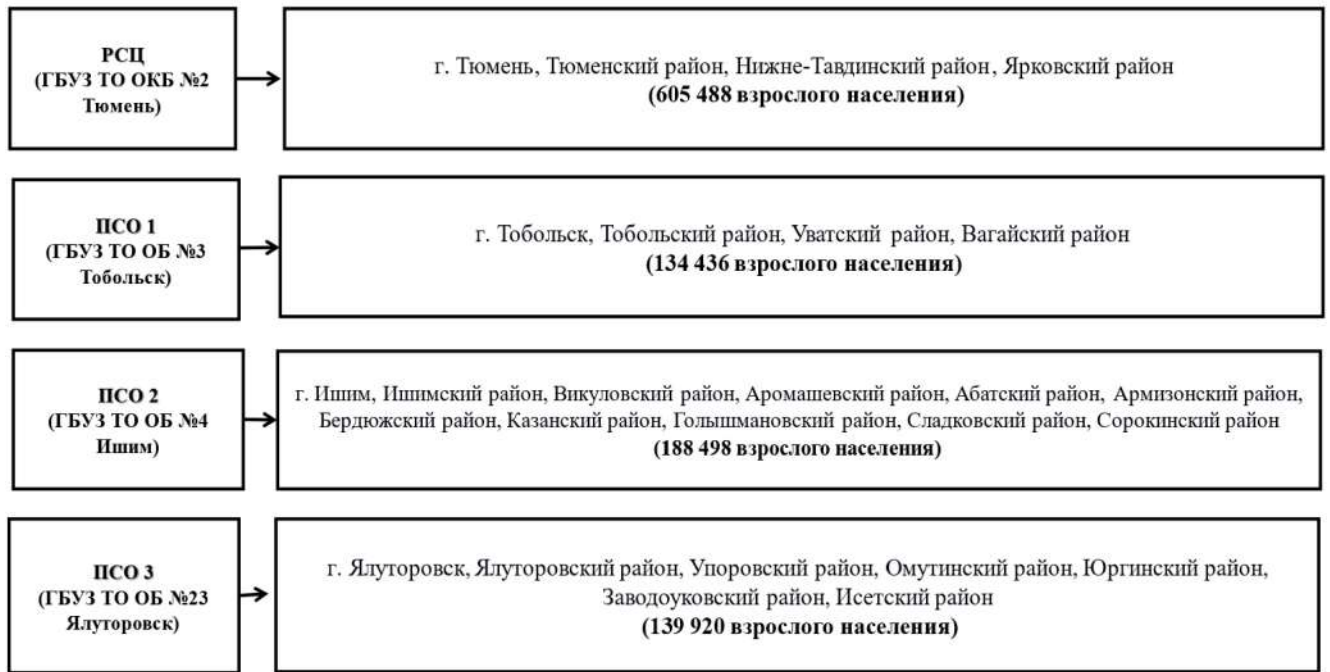 РСЦ
(ГБУЗ ТО ОКБ №2
Тюмень)
г. Тюмень, Тюменский район, Нижне-Тавдинский район, Ярковский район
(605 488 взрослого населения)
ПСО 1
(ГБУЗ ТО ОБ №3
Тобольск)
г. Тобольск, Тобольский район, Уватский район, Вагайский район
(134 436 взрослого населения)
ПСО 2
(ГБУЗ ТО ОБ №4
Ишим)
г. Ишим, Ишимский район, Викуловский район, Аромашевский район, Абатский район, Армизонский район,
Бердюжский район, Казанский район, Голышмановский район, Сладковский район, Сорокинский район
(188 498 взрослого населения)
ПСО 3
(ГБУЗ ТО ОБ №23
Ялуторовск)
г. Ялуторовск, Ялуторовский район, Упоровский район, Омутинский район, Юргинский район,
Заводоуковский район, Исетский район
(139 920 взрослого населения)